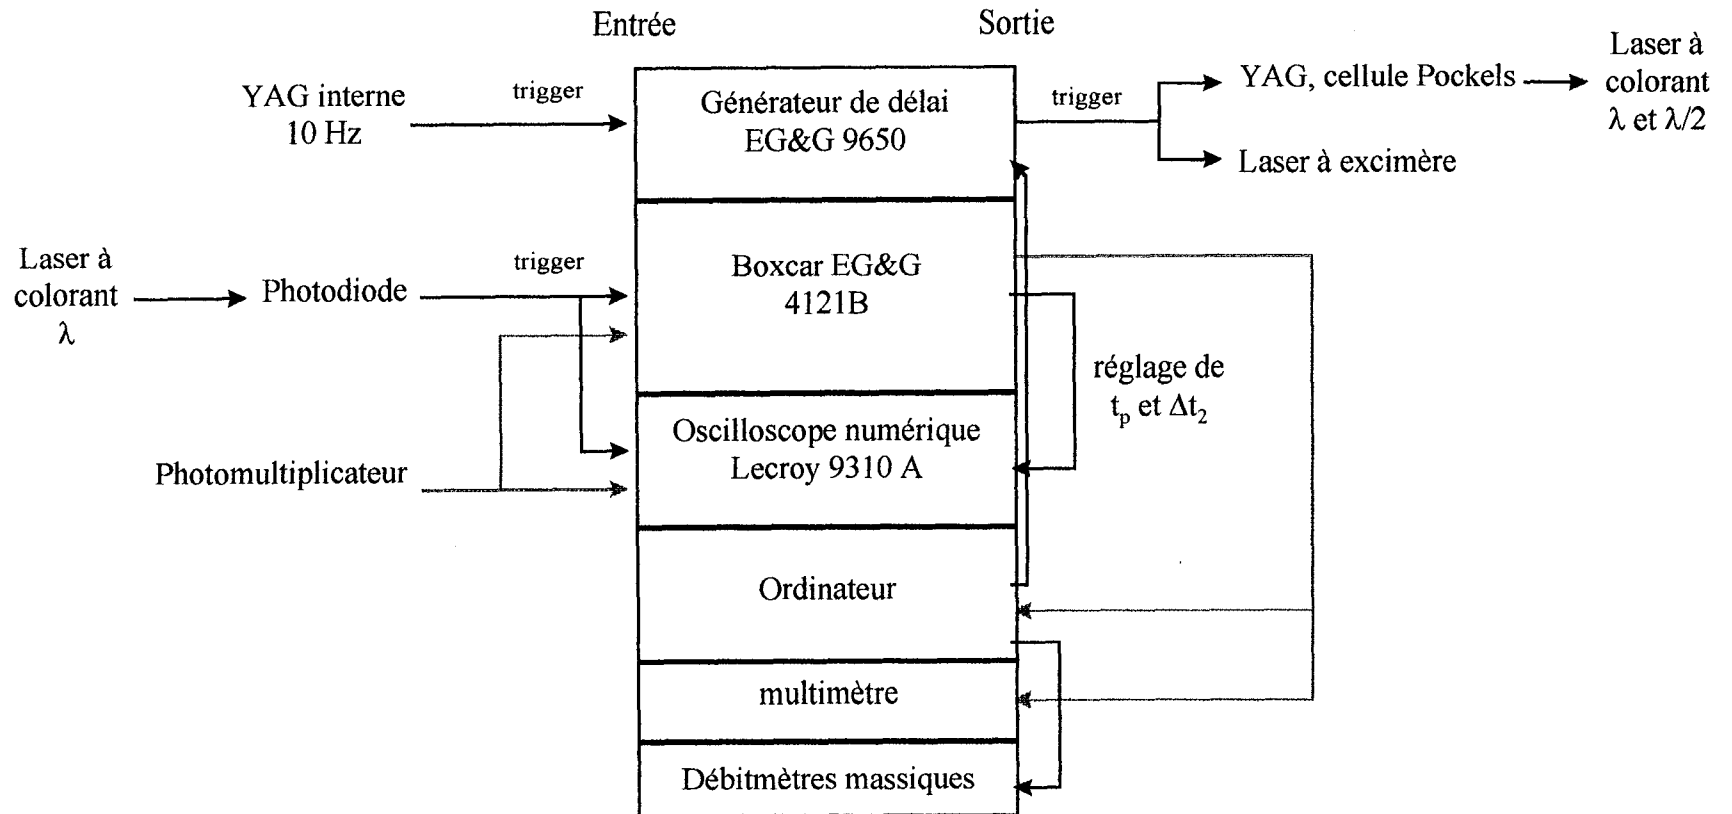 Entrée
Sortie
YAG interne
10 Hz
trigger
Générateur de délai
EG&G 9650
trigger
YAG, cellule Pockels
Laser à
colorant
λ et λ/2
Laser à excimère
Laser à
colorant
λ
Photodiode
trigger
Boxcar EG&G
4121B
réglage de
tp et Δt2
Photomultiplicateur
Oscilloscope numérique
Lecroy 9310 A
Ordinateur
multimètre
Débitmètres massiques